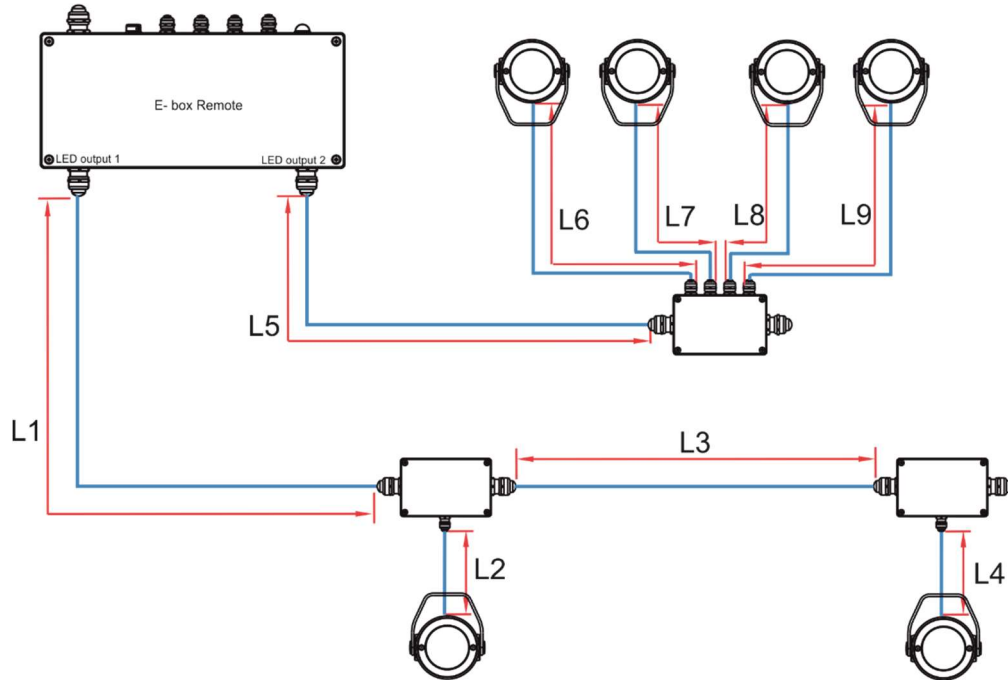 E- box Remote
LED output 1
LED output 2
L6
L7
L8
L9
L5
L1
L3
L2
L4